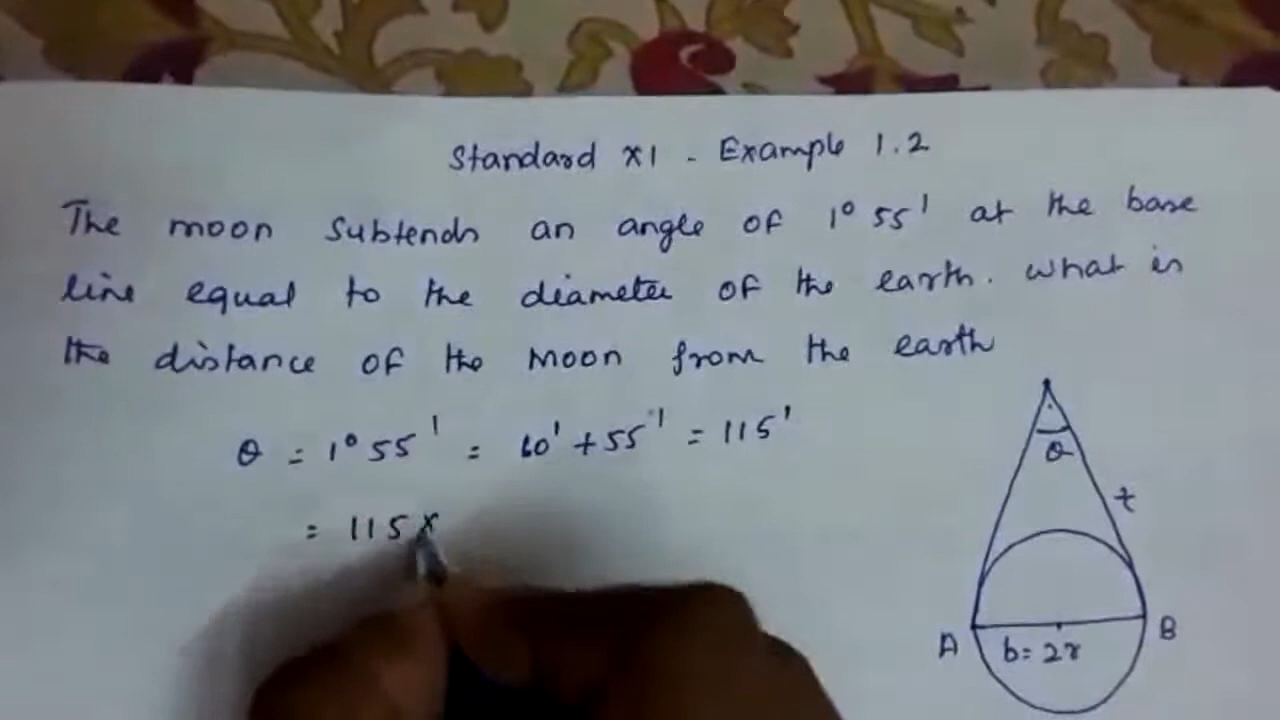 Standard XI - Example 1.2
The moon subtends an angle of 1° 55' at the base
line equal to the diameter of the earth. What is
the distance of the moon from the earth
θ = 1° 55' = 60' + 55' = 115'
= 115 x
θ
t
A
b = 2r
B